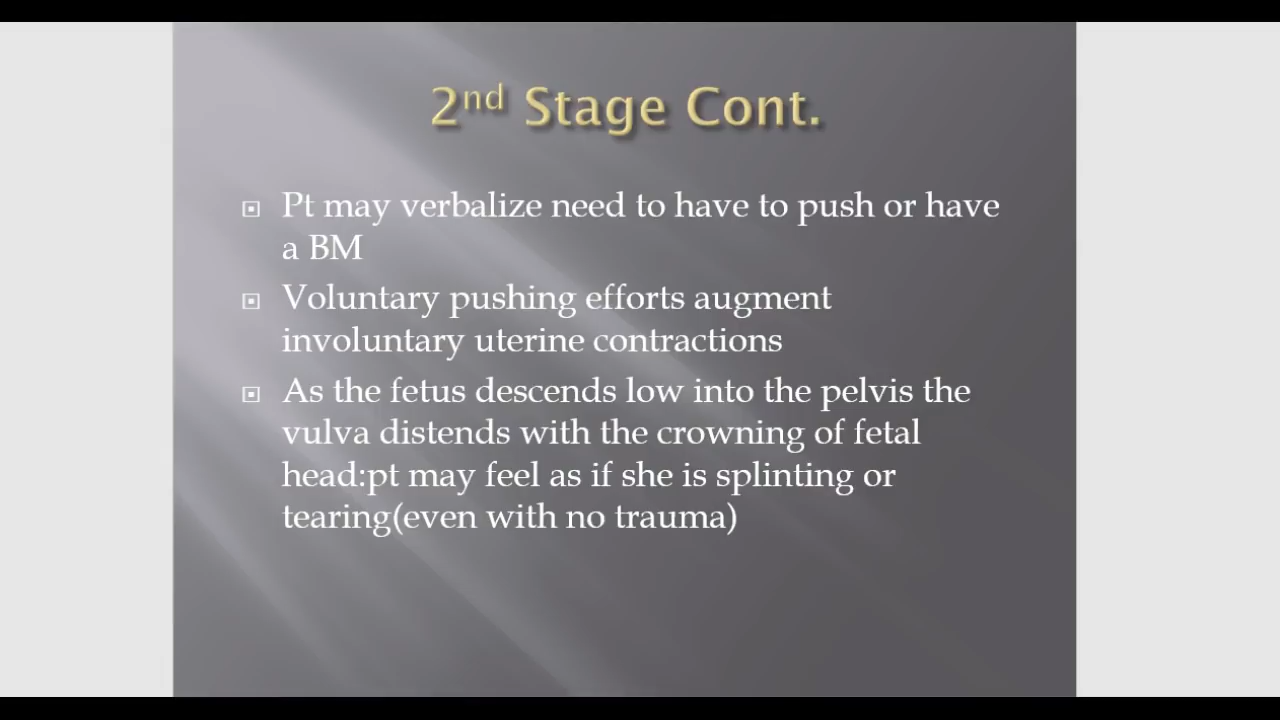 2nd Stage Cont.
Pt may verbalize need to have to push or have
a BM
Voluntary pushing efforts augment
involuntary uterine contractions
As the fetus descends low into the pelvis the
vulva distends with the crowning of fetal
head:pt may feel as if she is splinting or
tearing(even with no trauma)